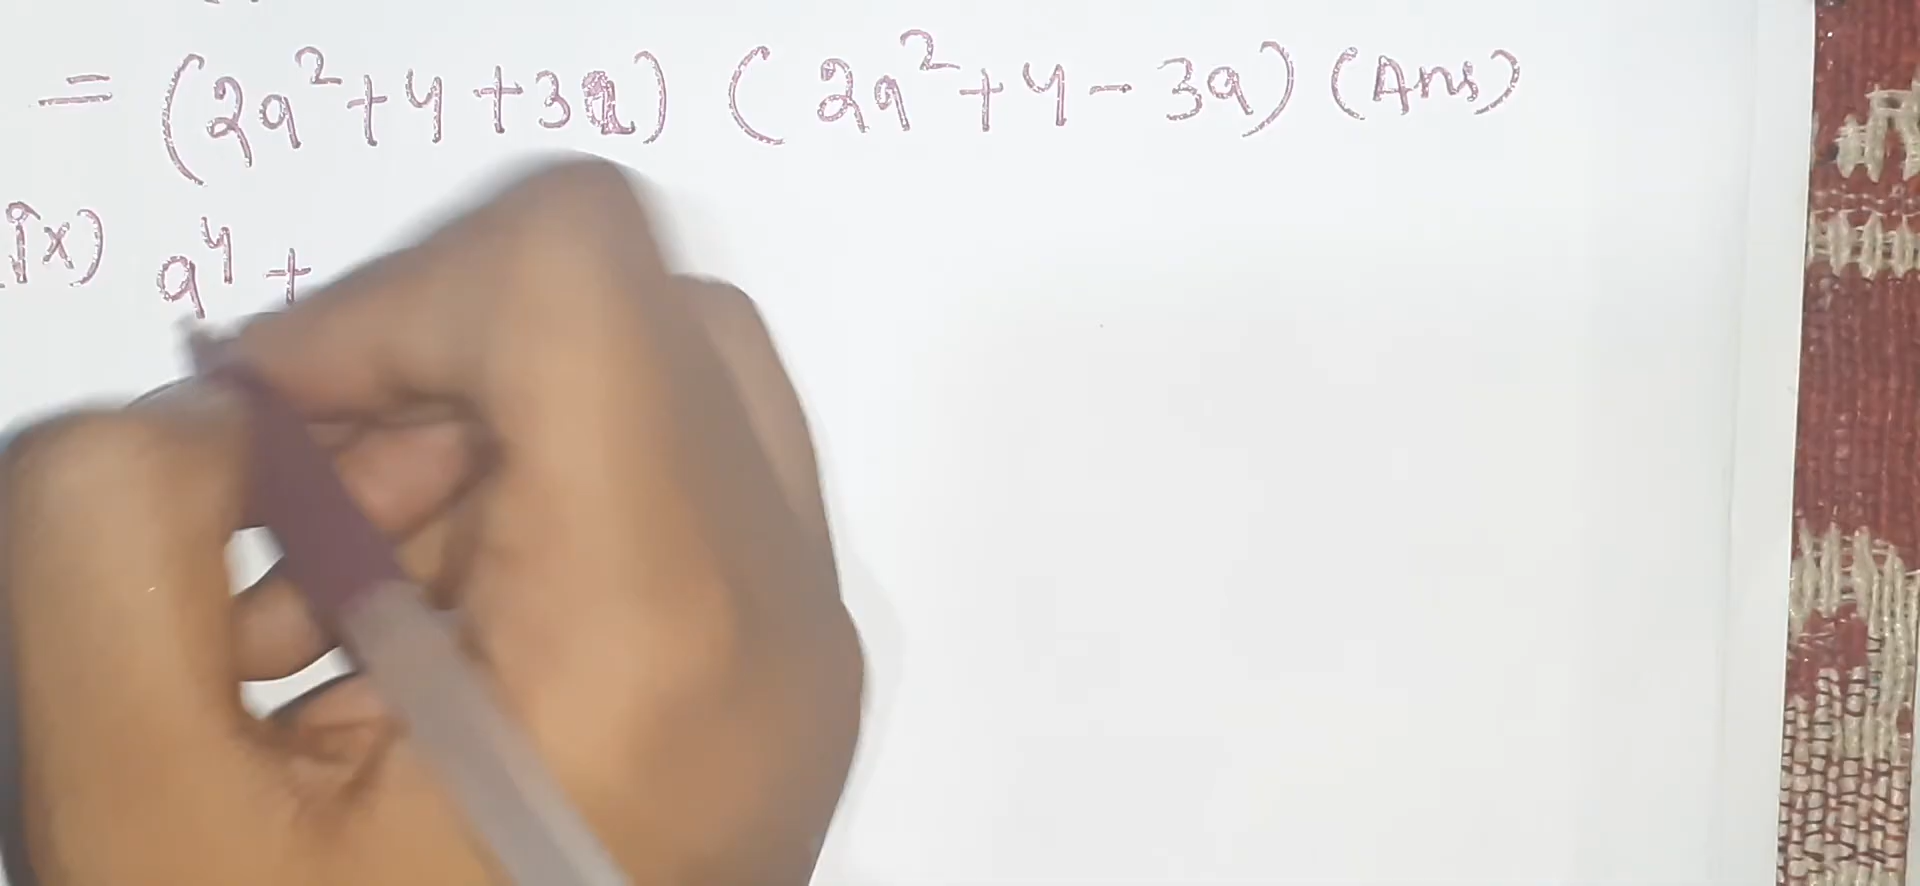 = (2a²+4+3a) (2a²+4-3a) (Ans)
ix) a⁴ +